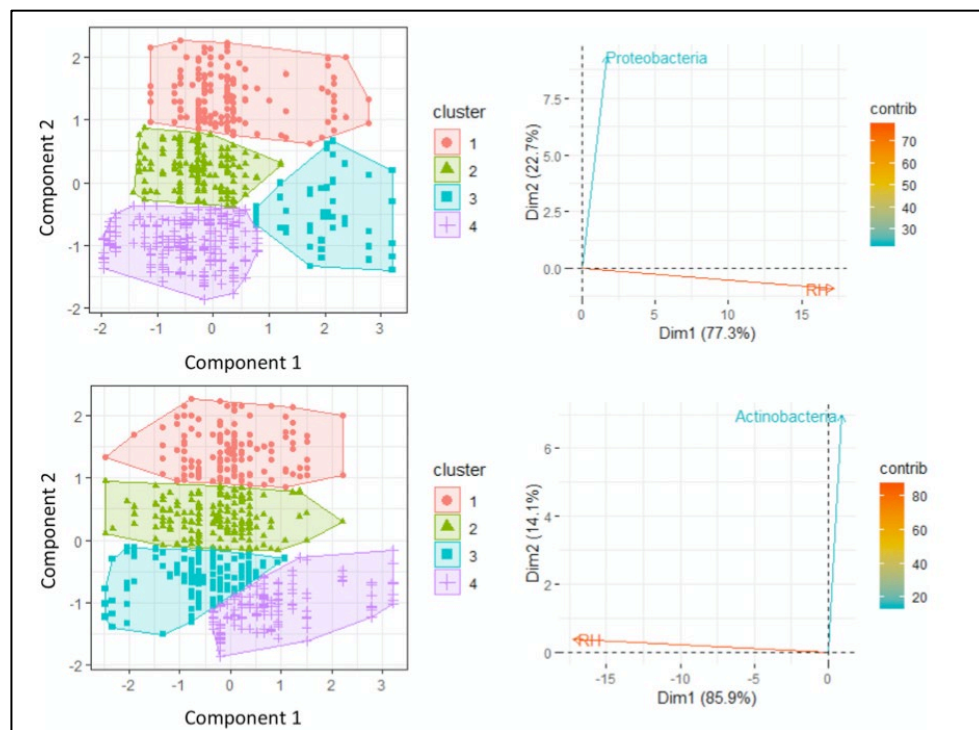 2
1
0
-1
-2
Component 2
-2 -1 0 1 2 3
Component 1
cluster
1
2
3
4
Proteobacteria
7.5
5.0
2.5
0.0
Dim2 (22.7%)
RH
0 5 10 15
Dim1 (77.3%)
contrib
70
60
50
40
30
2
1
0
-1
-2
Component 2
-2 -1 0 1 2 3
Component 1
cluster
1
2
3
4
Actinobacteria
6
4
2
0
Dim2 (14.1%)
RH
-15 -10 -5 0
Dim1 (85.9%)
contrib
80
60
40
20